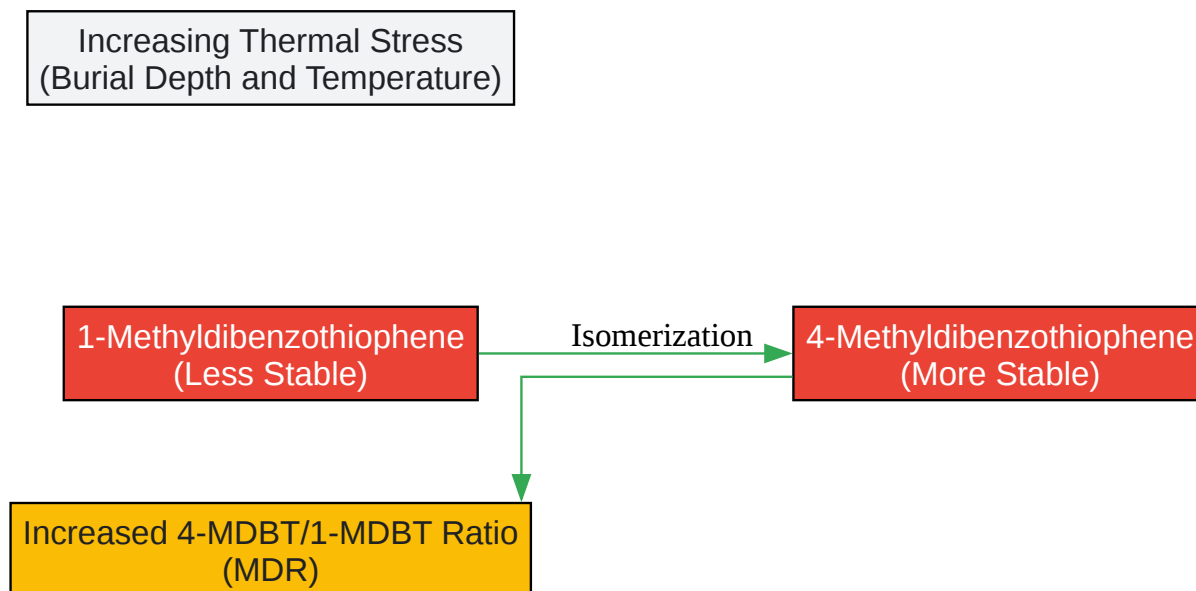 Increasing Thermal Stress
(Burial Depth and Temperature)
1-Methyldibenzothiophene
(Less Stable)
Isomerization
4-Methyldibenzothiophene
(More Stable)
Increased 4-MDBT/1-MDBT Ratio
(MDR)